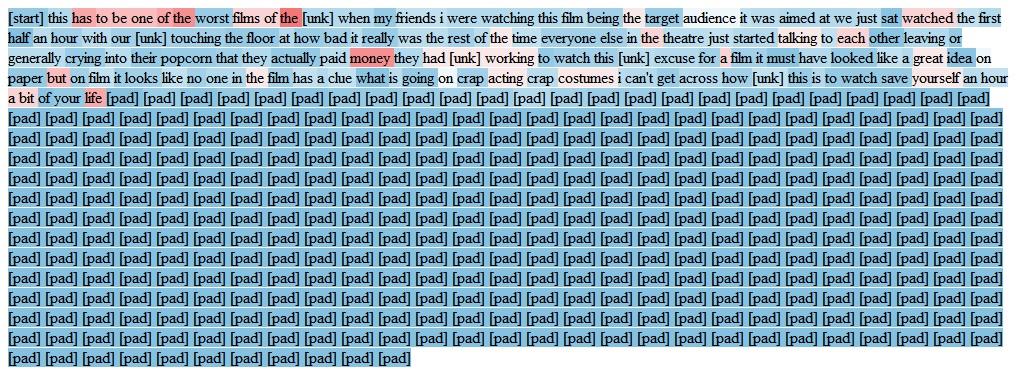 [start] this has to be one of the worst films of the [unk] when my friends i were watching this film being the target audience it was aimed at we just sat watched the first
half an hour with our [unk] touching the floor at how bad it really was the rest of the time everyone else in the theatre just started talking to each other leaving or
generally crying into their popcorn that they actually paid money they had [unk] working to watch this [unk] excuse for a film it must have looked like a great idea on
paper but on film it looks like no one in the film has a clue what is going on crap acting crap costumes i can't get across how [unk] this is to watch save yourself an hour
a bit of your life [pad] [pad] [pad] [pad] [pad] [pad] [pad] [pad] [pad] [pad] [pad] [pad] [pad] [pad] [pad] [pad] [pad] [pad] [pad] [pad] [pad] [pad] [pad] [pad]
[pad] [pad] [pad] [pad] [pad] [pad] [pad] [pad] [pad] [pad] [pad] [pad] [pad] [pad] [pad] [pad] [pad] [pad] [pad] [pad] [pad] [pad] [pad] [pad] [pad] [pad] [pad]
[pad] [pad] [pad] [pad] [pad] [pad] [pad] [pad] [pad] [pad] [pad] [pad] [pad] [pad] [pad] [pad] [pad] [pad] [pad] [pad] [pad] [pad] [pad] [pad] [pad] [pad] [pad]
[pad] [pad] [pad] [pad] [pad] [pad] [pad] [pad] [pad] [pad] [pad] [pad] [pad] [pad] [pad] [pad] [pad] [pad] [pad] [pad] [pad] [pad] [pad] [pad] [pad] [pad] [pad]
[pad] [pad] [pad] [pad] [pad] [pad] [pad] [pad] [pad] [pad] [pad] [pad] [pad] [pad] [pad] [pad] [pad] [pad] [pad] [pad] [pad] [pad] [pad] [pad] [pad] [pad] [pad]
[pad] [pad] [pad] [pad] [pad] [pad] [pad] [pad] [pad] [pad] [pad] [pad] [pad] [pad] [pad] [pad] [pad] [pad] [pad] [pad] [pad] [pad] [pad] [pad] [pad] [pad] [pad]
[pad] [pad] [pad] [pad] [pad] [pad] [pad] [pad] [pad] [pad] [pad] [pad] [pad] [pad] [pad] [pad] [pad] [pad] [pad] [pad] [pad] [pad] [pad] [pad] [pad] [pad] [pad]
[pad] [pad] [pad] [pad] [pad] [pad] [pad] [pad] [pad] [pad] [pad] [pad] [pad] [pad] [pad] [pad] [pad] [pad] [pad] [pad] [pad] [pad] [pad] [pad] [pad] [pad] [pad]
[pad] [pad] [pad] [pad] [pad] [pad] [pad] [pad] [pad] [pad] [pad] [pad] [pad] [pad] [pad] [pad] [pad] [pad] [pad] [pad] [pad] [pad] [pad] [pad] [pad] [pad] [pad]
[pad] [pad] [pad] [pad] [pad] [pad] [pad] [pad] [pad] [pad] [pad] [pad] [pad] [pad] [pad] [pad] [pad] [pad] [pad] [pad] [pad] [pad] [pad] [pad] [pad] [pad] [pad]
[pad] [pad] [pad] [pad] [pad] [pad] [pad] [pad] [pad] [pad] [pad] [pad] [pad] [pad] [pad] [pad] [pad] [pad] [pad] [pad] [pad] [pad] [pad] [pad] [pad] [pad] [pad]
[pad] [pad] [pad] [pad] [pad] [pad] [pad] [pad] [pad] [pad] [pad] [pad] [pad] [pad] [pad] [pad] [pad] [pad] [pad] [pad] [pad] [pad] [pad] [pad] [pad] [pad] [pad]
[pad] [pad] [pad] [pad] [pad] [pad] [pad] [pad] [pad] [pad] [pad] [pad] [pad] [pad] [pad] [pad] [pad] [pad] [pad] [pad] [pad] [pad] [pad] [pad] [pad] [pad] [pad]
[pad] [pad] [pad] [pad] [pad] [pad] [pad] [pad] [pad] [pad] [pad]